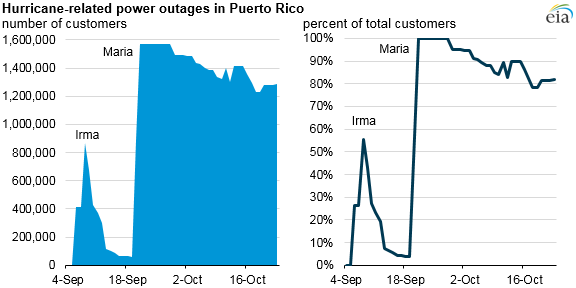 Hurricane-related power outages in Puerto Rico
number of customers
percent of total customers
eia
1,600,000
1,400,000
1,200,000
1,000,000
800,000
600,000
400,000
200,000
0
Maria
Irma
4-Sep
18-Sep
2-Oct
16-Oct
100%
90%
80%
70%
60%
50%
40%
30%
20%
10%
0%
Maria
Irma
4-Sep
18-Sep
2-Oct
16-Oct